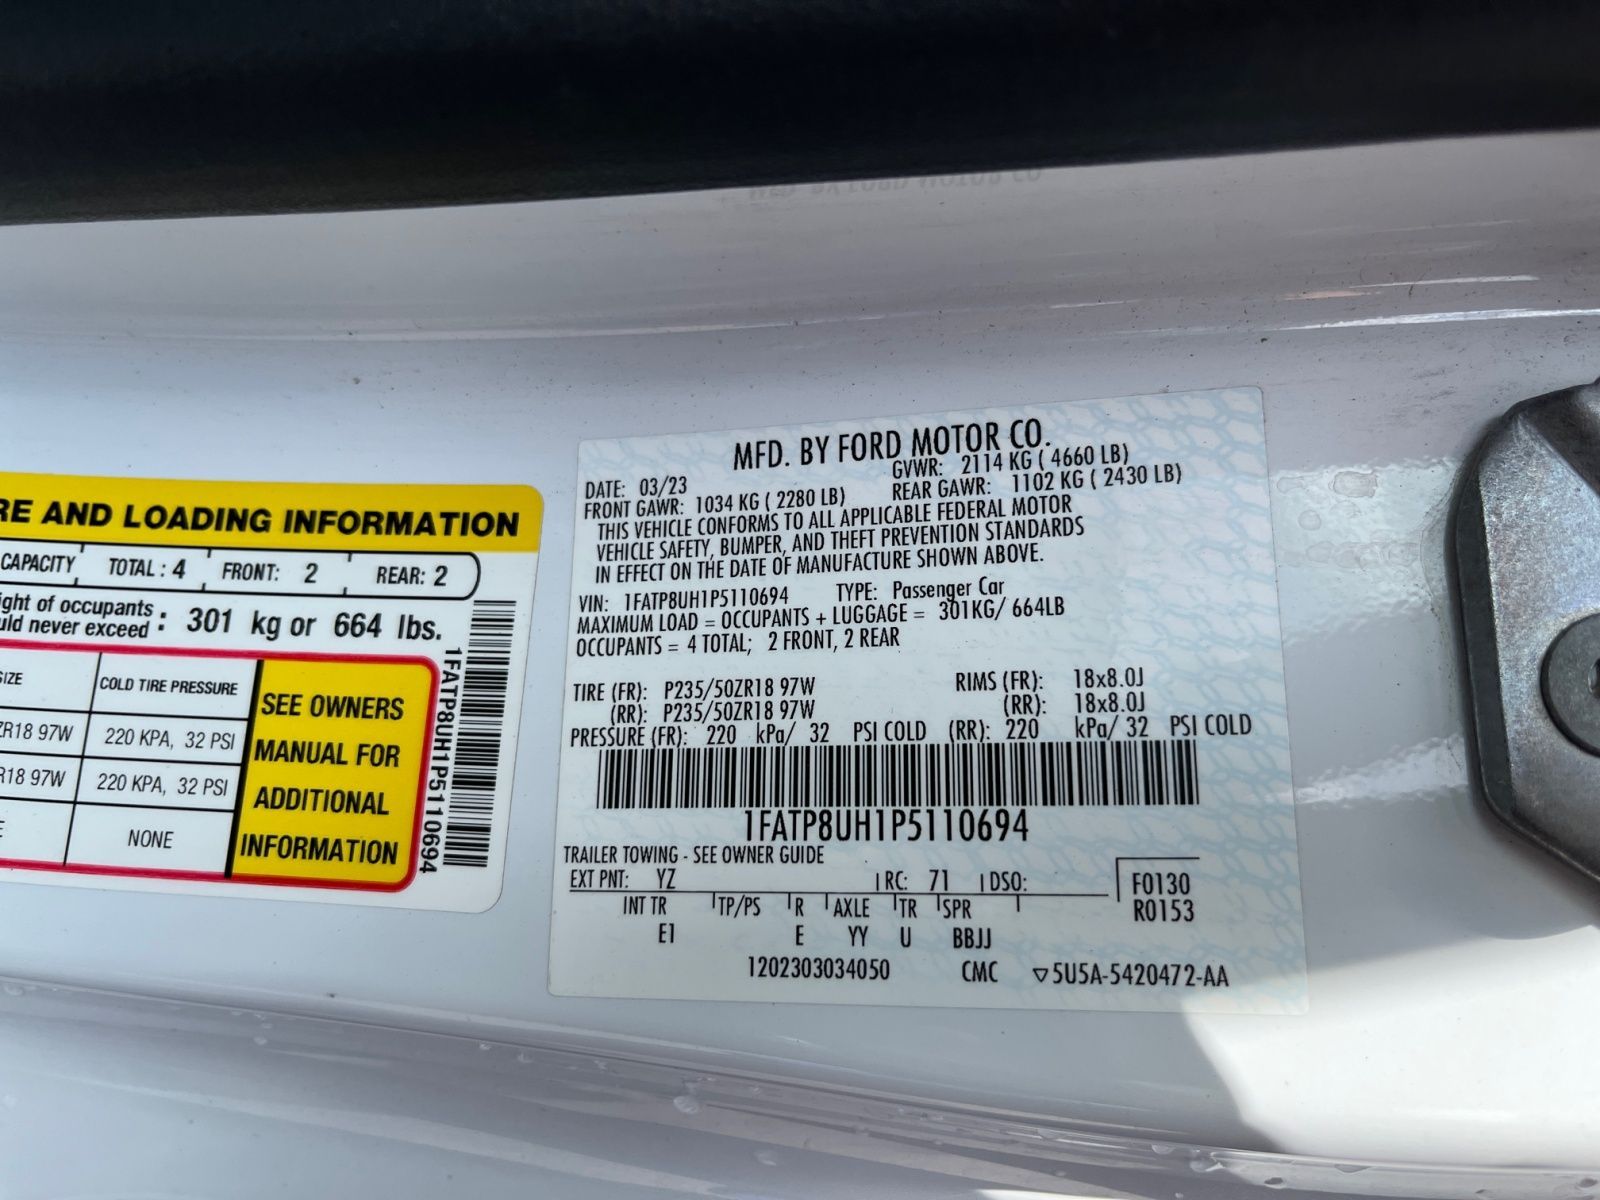 RE AND LOADING INFORMATION
CAPACITY TOTAL : 4 FRONT: 2 REAR: 2
ght of occupants
uld never exceed : 301 kg or 664 lbs.
SIZE COLD TIRE PRESSURE
ZR18 97W 220 KPA, 32 PSI
R18 97W 220 KPA, 32 PSI
E NONE
SEE OWNERS
MANUAL FOR
ADDITIONAL
INFORMATION
1FATP8UH1P5110694
MFD. BY FORD MOTOR CO.
DATE: 03/23 GVWR: 2114 KG ( 4660 LB)
FRONT GAWR: 1034 KG ( 2280 LB) REAR GAWR: 1102 KG ( 2430 LB)
THIS VEHICLE CONFORMS TO ALL APPLICABLE FEDERAL MOTOR
VEHICLE SAFETY, BUMPER, AND THEFT PREVENTION STANDARDS
IN EFFECT ON THE DATE OF MANUFACTURE SHOWN ABOVE.
VIN: 1FATP8UH1P5110694 TYPE: Passenger Car
MAXIMUM LOAD = OCCUPANTS + LUGGAGE = 301KG/ 664LB
OCCUPANTS = 4 TOTAL; 2 FRONT, 2 REAR
TIRE (FR): P235/50ZR18 97W RIMS (FR): 18x8.0J
(RR): P235/50ZR18 97W (RR): 18x8.0J
PRESSURE (FR): 220 kPa/ 32 PSI COLD (RR): 220 kPa/ 32 PSI COLD
1FATP8UH1P5110694
TRAILER TOWING - SEE OWNER GUIDE
EXT PNT: YZ RC: 71 DSO: F0130
INT TR TP/PS R AXLE TR SPR R0153
E1 E YY U BBJJ
1202303034050 CMC ▽5U5A-5420472-AA